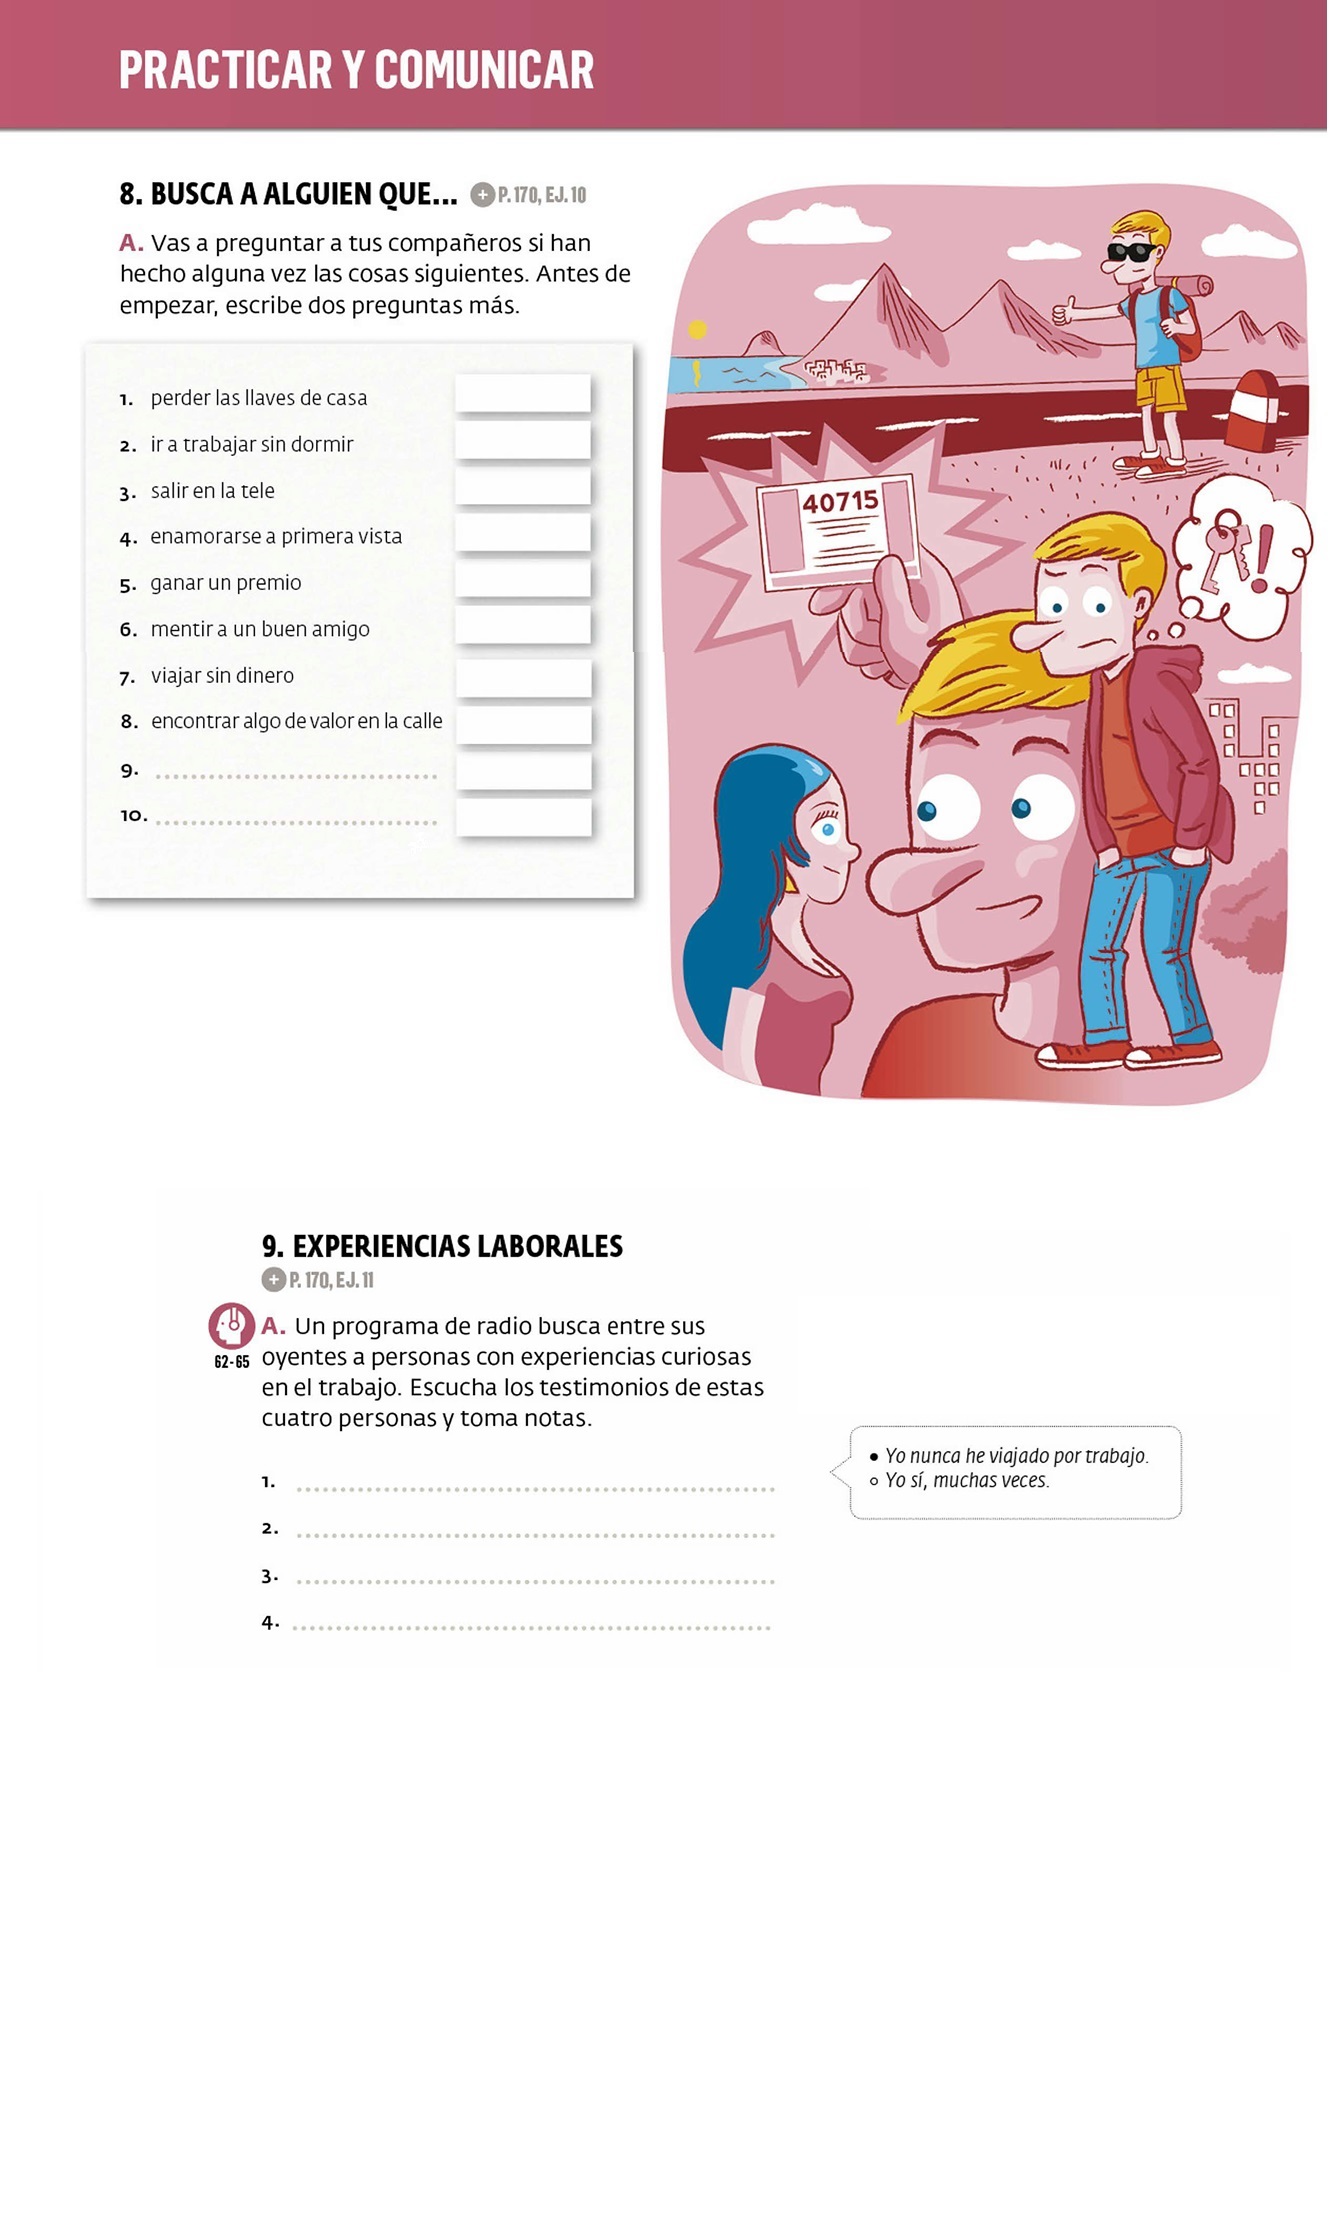 PRACTICAR Y COMUNICAR
8. BUSCA A ALGUIEN QUE... + P. 170, EJ. 10
A. Vas a preguntar a tus compañeros si han
hecho alguna vez las cosas siguientes. Antes de
empezar, escribe dos preguntas más.
1. perder las llaves de casa
2. ir a trabajar sin dormir
3. salir en la tele
4. enamorarse a primera vista
5. ganar un premio
6. mentir a un buen amigo
7. viajar sin dinero
8. encontrar algo de valor en la calle
9.
10.
40715
!
9. EXPERIENCIAS LABORALES
+ P. 170, EJ. 11
A. Un programa de radio busca entre sus
62-65 oyentes a personas con experiencias curiosas
en el trabajo. Escucha los testimonios de estas
cuatro personas y toma notas.
1.
2.
3.
4.
• Yo nunca he viajado por trabajo.
○ Yo sí, muchas veces.